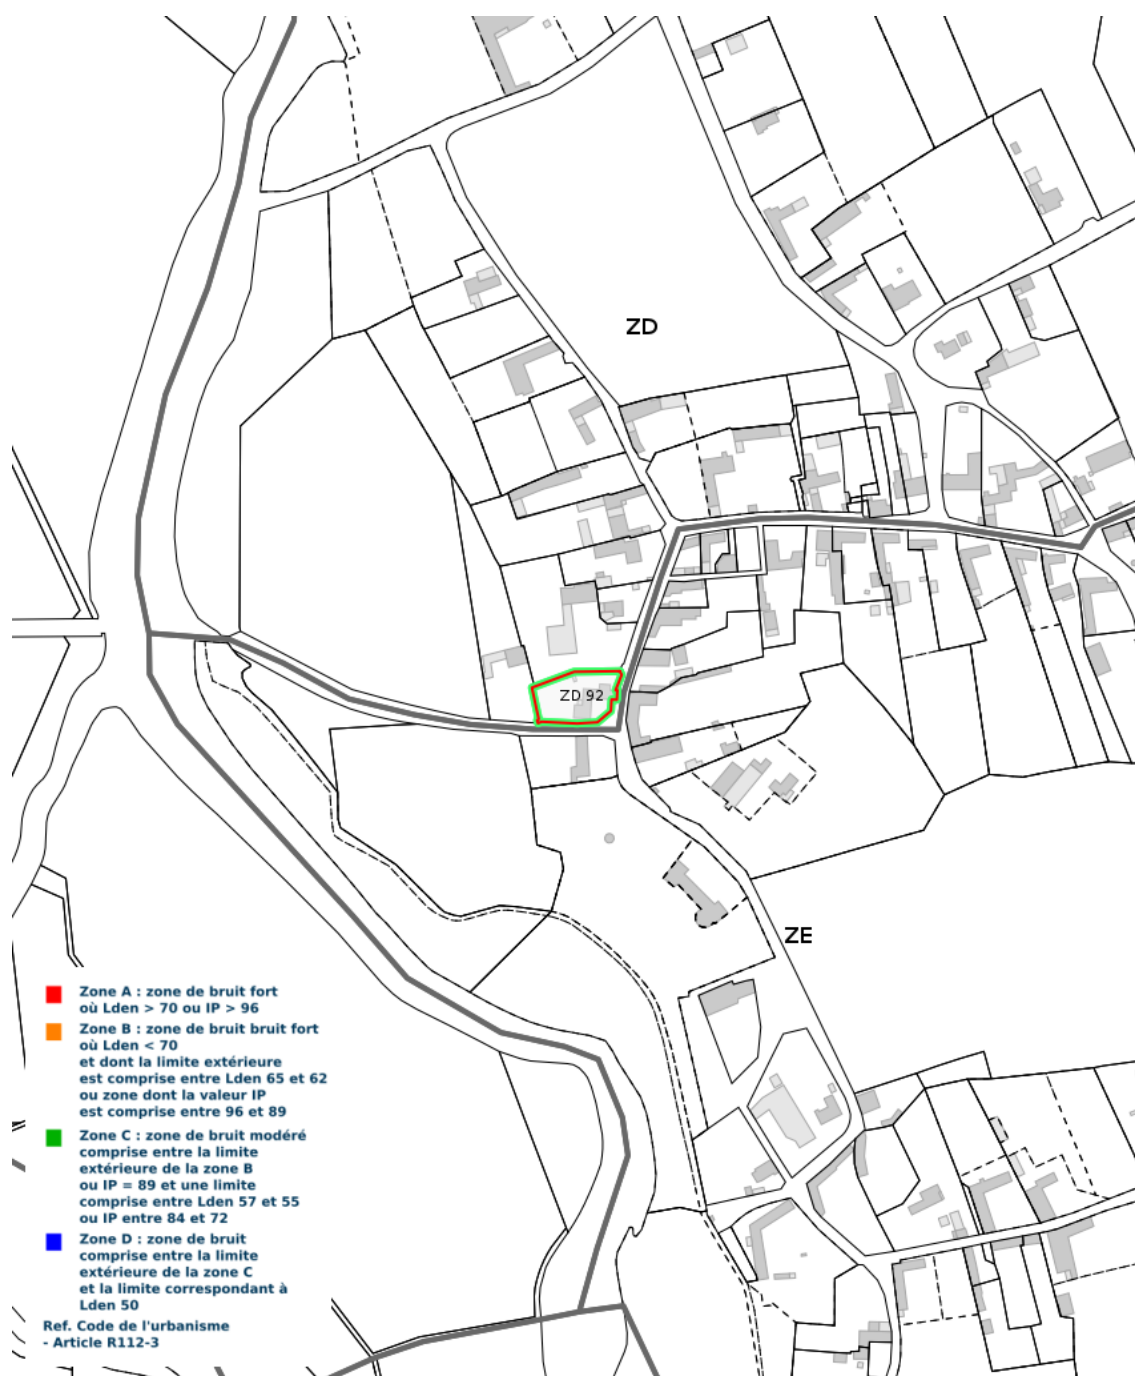 ZD
ZD 92
ZE
Zone A : zone de bruit fort
où Lden > 70 ou IP > 96
Zone B : zone de bruit bruit fort
où Lden < 70
et dont la limite extérieure
est comprise entre Lden 65 et 62
ou zone dont la valeur IP
est comprise entre 96 et 89
Zone C : zone de bruit modéré
comprise entre la limite
extérieure de la zone B
ou IP = 89 et une limite
comprise entre Lden 57 et 55
ou IP entre 84 et 72
Zone D : zone de bruit
comprise entre la limite
extérieure de la zone C
et la limite correspondant à
Lden 50
Ref. Code de l'urbanisme
- Article R112-3